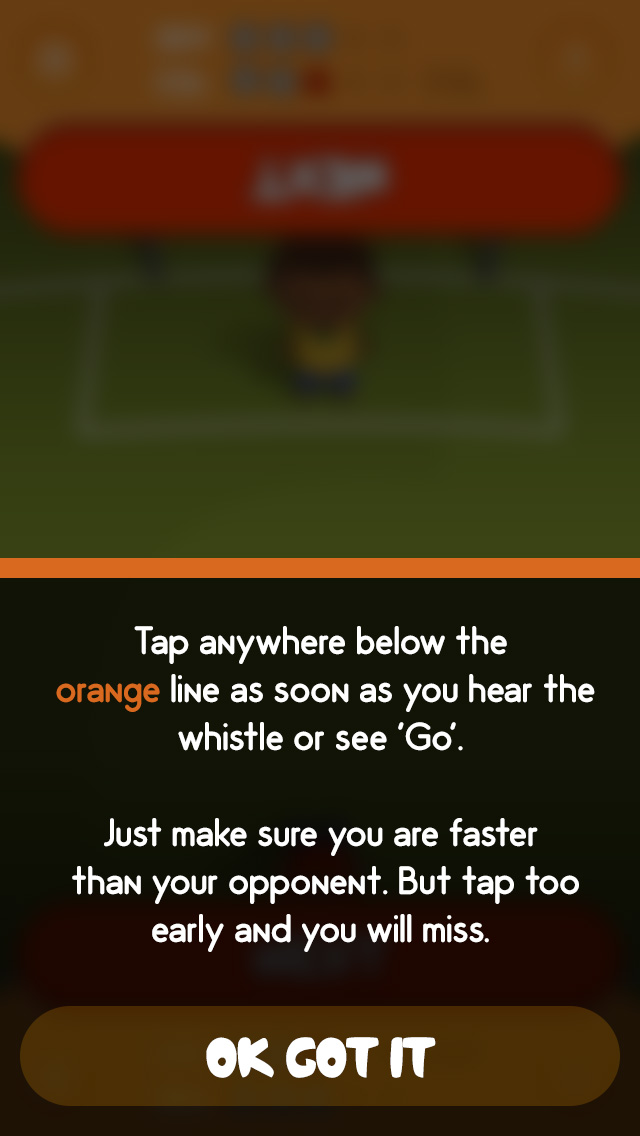 Tap anywhere below the
orange line as soon as you hear the
whistle or see 'Go'.
Just make sure you are faster
than your opponent. But tap too
early and you will miss.
OK GOT IT